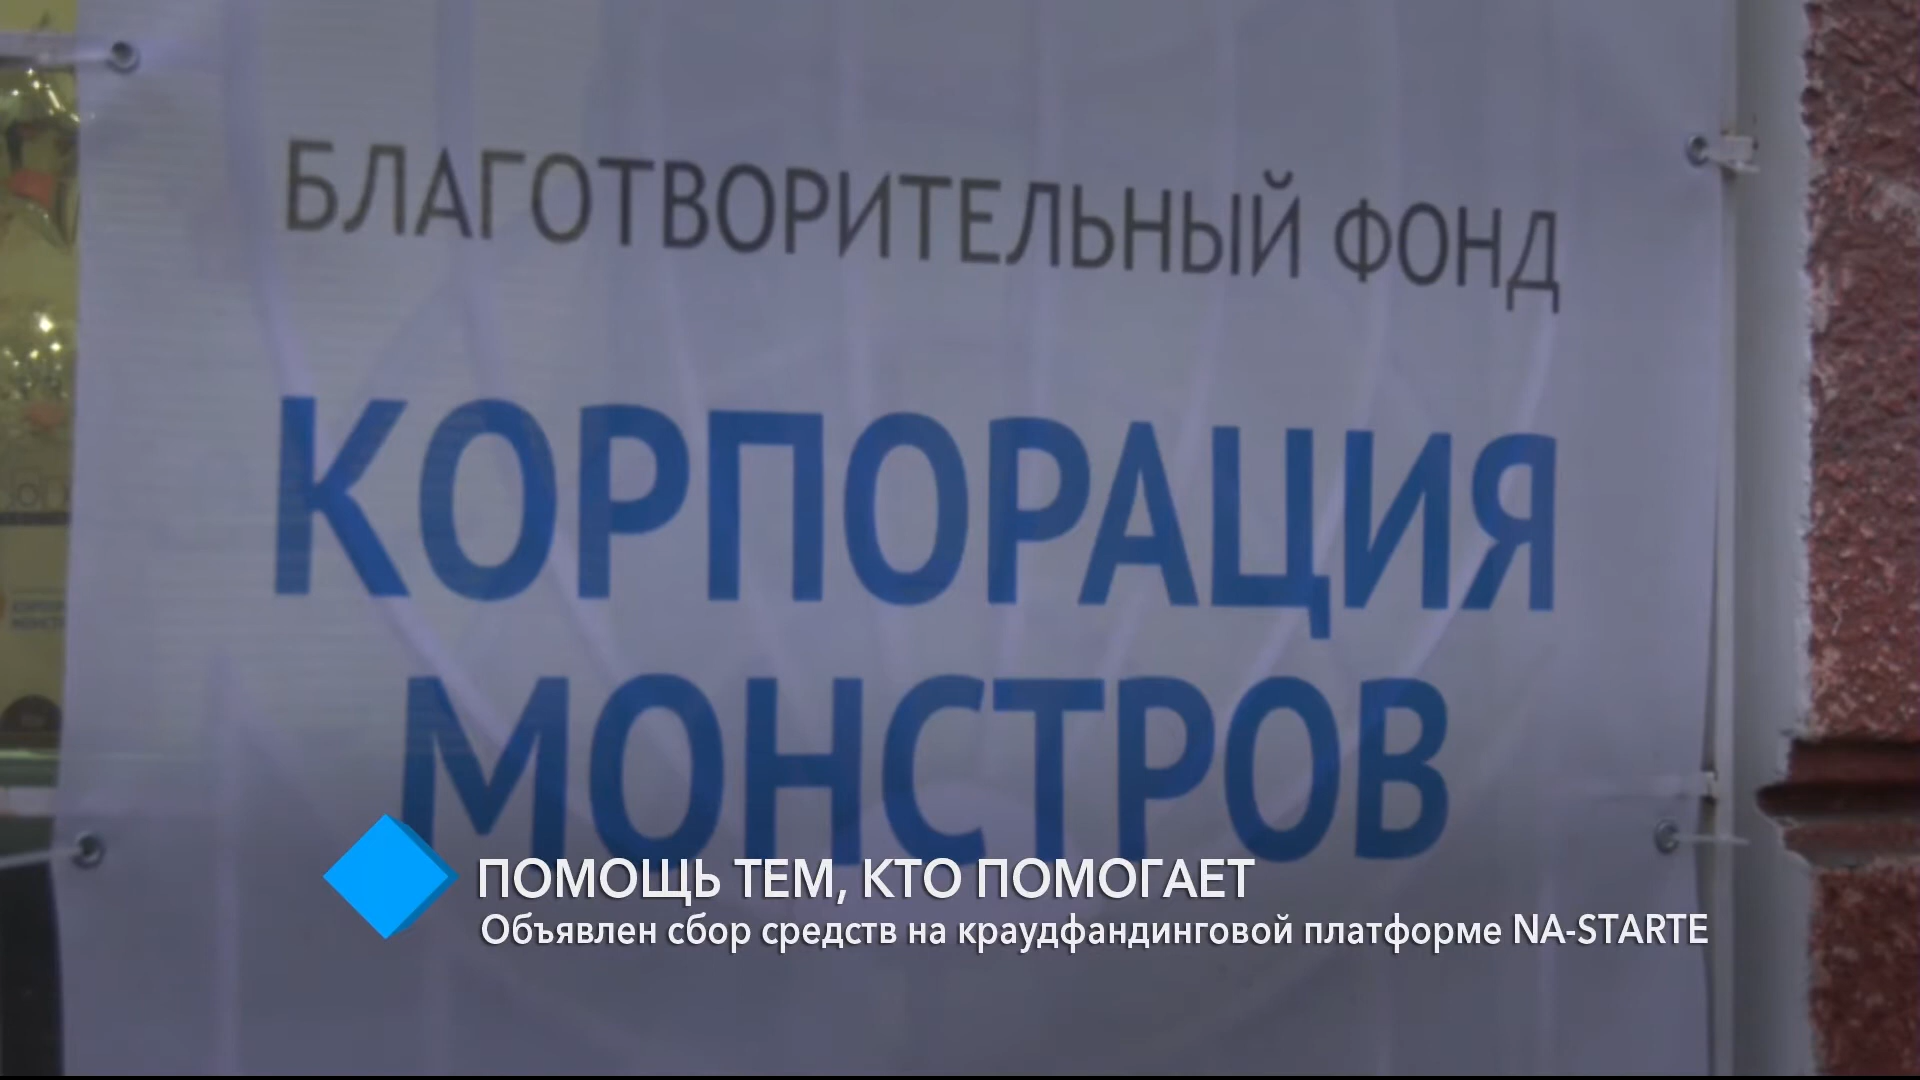 БЛАГОТВОРИТЕЛЬНЫЙ ФОНД
КОРПОРАЦИЯ
МОНСТРОВ
ПОМОЩЬ ТЕМ, КТО ПОМОГАЕТ
Объявлен сбор средств на краудфандинговой платформе NA-STARTE